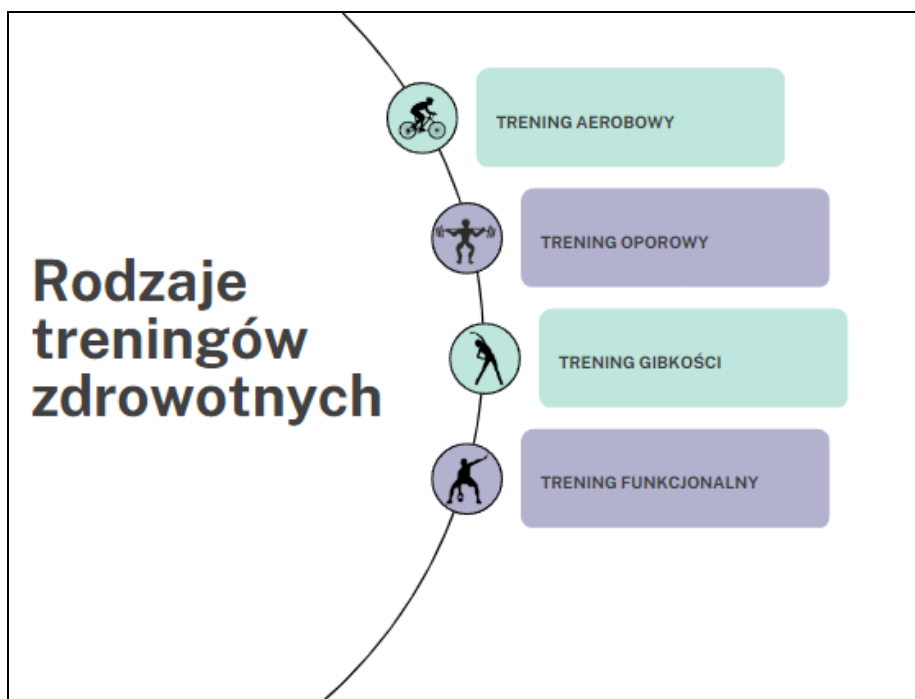 Rodzaje
treningów
zdrowotnych
TRENING AEROBOWY
TRENING OPOROWY
TRENING GIBKOŚCI
TRENING FUNKCJONALNY